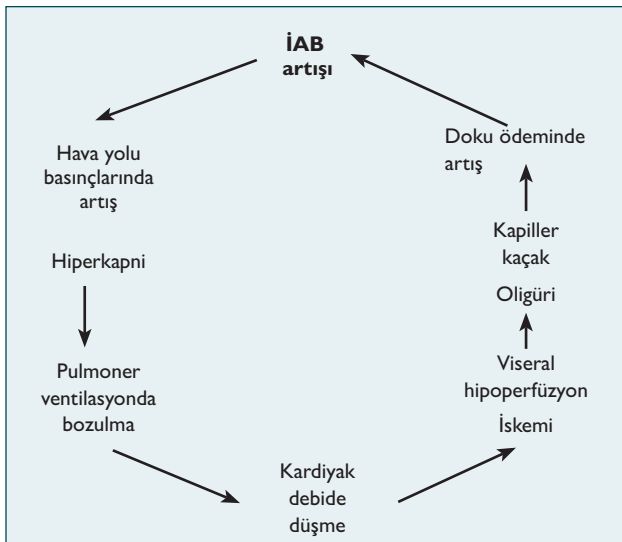 İAB
artışı
Hava yolu
basınçlarında
artış
Hiperkapni
Pulmoner
ventilasyonda
bozulma
Kardiyak
debide
düşme
İskemi
Viseral
hipoperfüzyon
Oligüri
Kapiller
kaçak
Doku ödeminde
artış